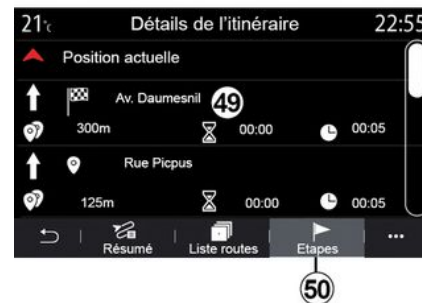 21°c Détails de l'itinéraire 22:55
Position actuelle
Av. Daumesnil 49
300m 00:00 00:05
Rue Picpus
125m 00:00 00:05
Résumé Liste routes Etapes ...
50